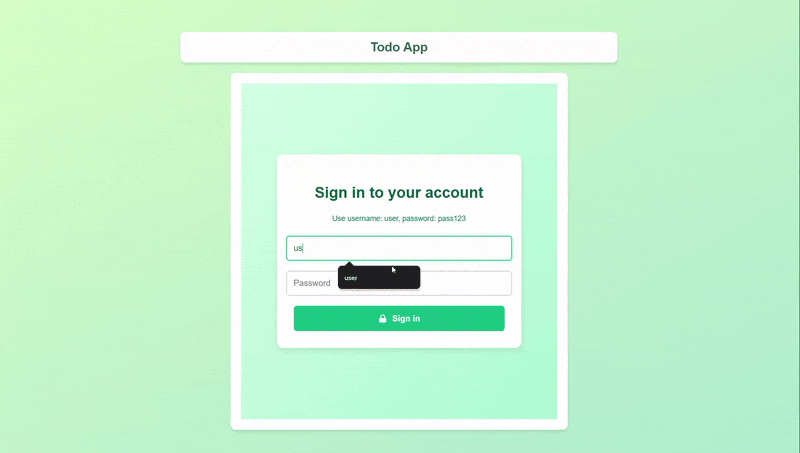 Todo App
Sign in to your account
Use username: user, password: pass123
us
user
Password
Sign in